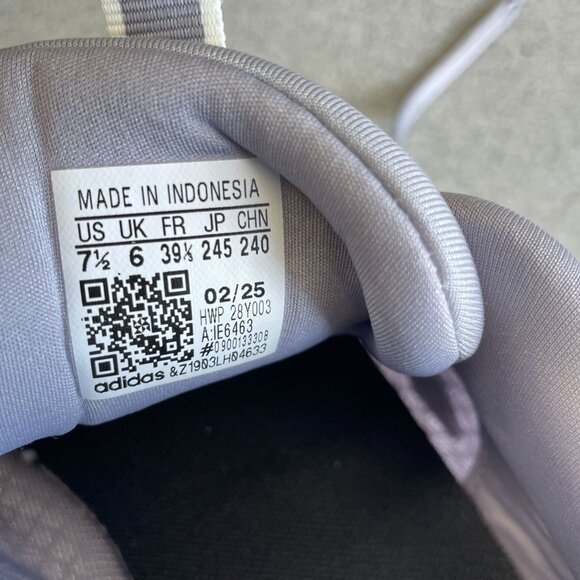 MADE IN INDONESIA
US UK FR JP CHN
7½ 6 39⅓ 245 240
02/25
HWP 28Y003
A:IE6463
#0900133308
adidas &Z1903LH04633